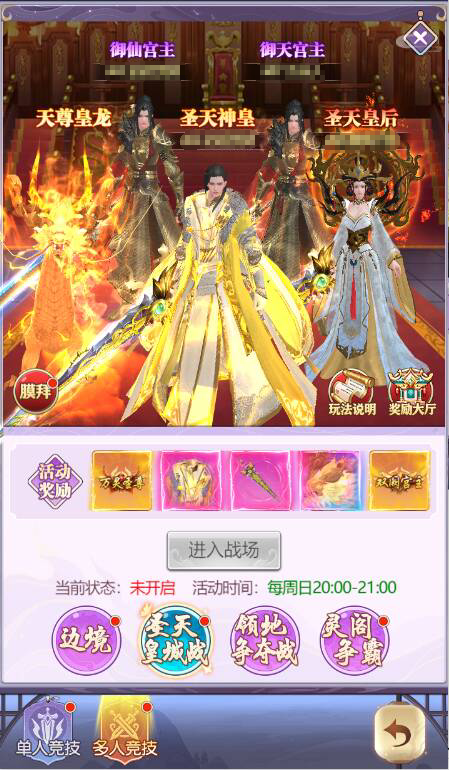 御仙宫主 御天宫主
天尊皇龙 圣天神皇 圣天皇后
膜拜 玩法说明 奖励大厅
活动奖励 万灵圣尊 双阁宫主
进入战场
当前状态：未开启 活动时间：每周日20:00-21:00
边境 圣天皇城战 领地争夺战 灵阁争霸
单人竞技 多人竞技